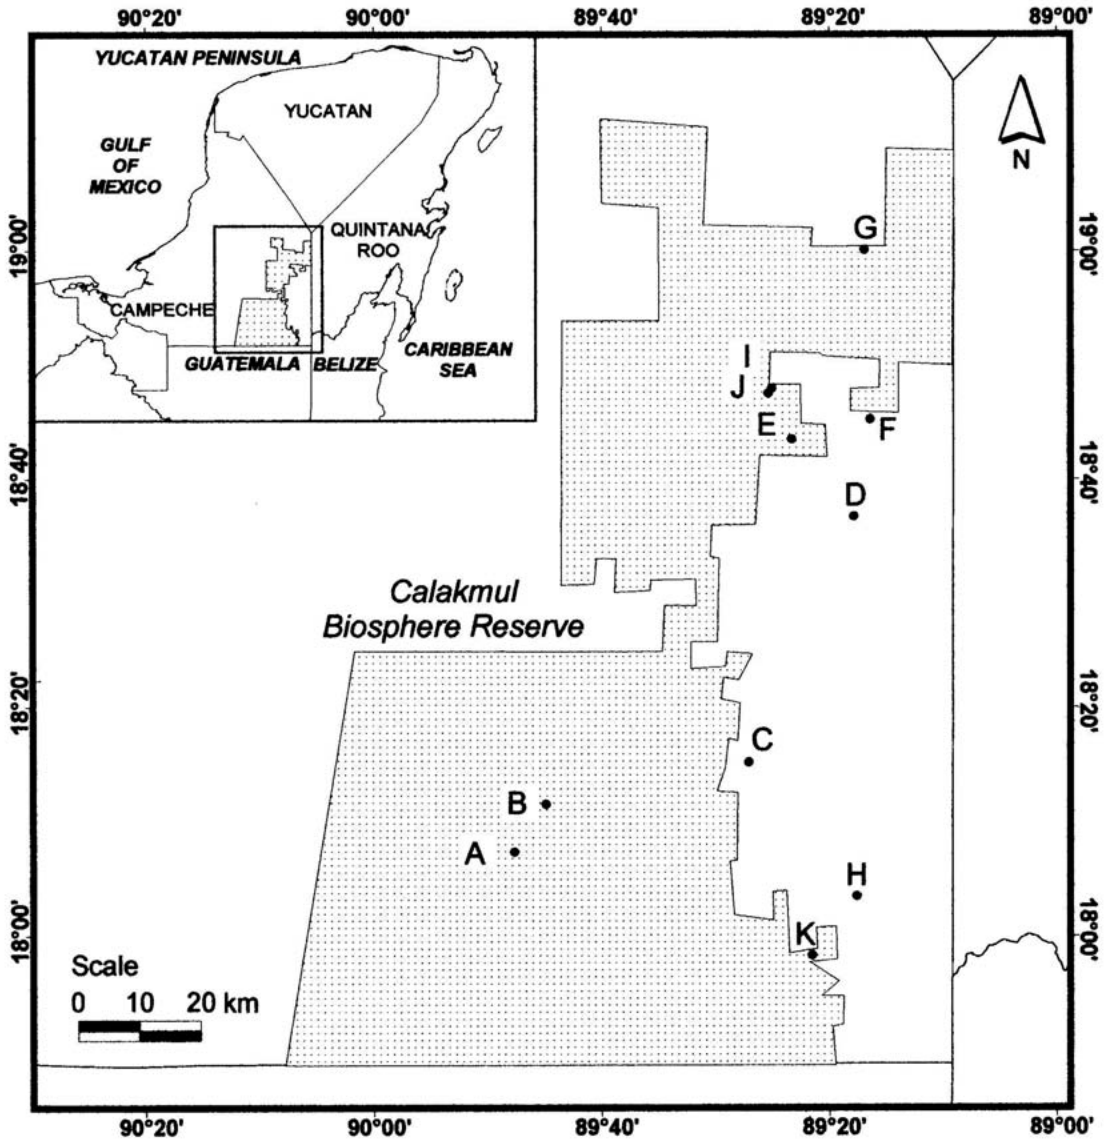 90°20'
90°00'
89°40'
89°20'
89°00'
YUCATAN PENINSULA
YUCATAN
GULF
OF
MEXICO
QUINTANA
ROO
CAMPECHE
GUATEMALA
BELIZE
CARIBBEAN
SEA
N
19°00'
19°00'
G
I
J
E
F
18°40'
18°40'
D
Calakmul
Biosphere Reserve
18°20'
18°20'
C
B
A
H
18°00'
18°00'
K
Scale
0 10 20 km
90°20'
90°00'
89°40'
89°20'
89°00'